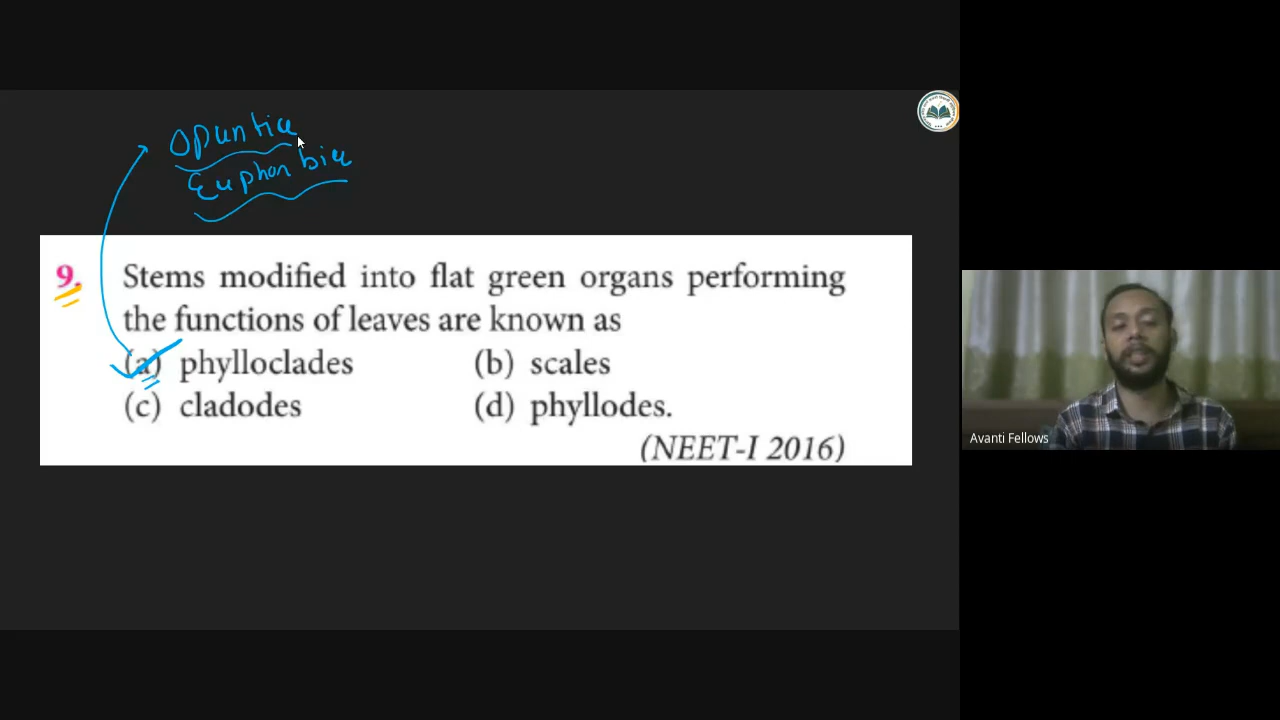 Opuntia
Euphorbia
9. Stems modified into flat green organs performing
the functions of leaves are known as
(a) phylloclades (b) scales
(c) cladodes (d) phyllodes.
(NEET-I 2016)
Avanti Fellows